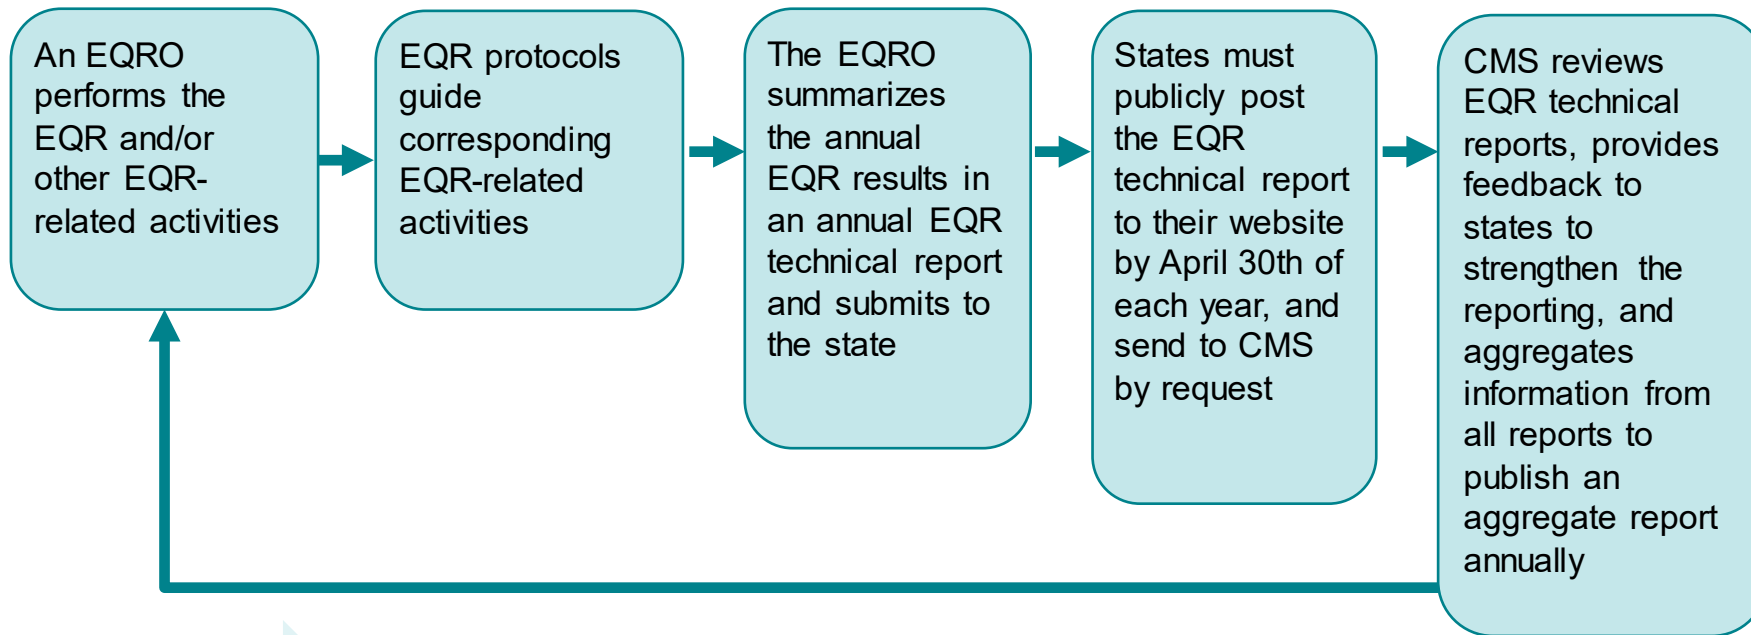 An EQRO
performs the
EQR and/or
other EQR-
related activities
EQR protocols
guide
corresponding
EQR-related
activities
The EQRO
summarizes
the annual
EQR results in
an annual EQR
technical report
and submits to
the state
States must
publicly post
the EQR
technical report
to their website
by April 30th of
each year, and
send to CMS
by request
CMS reviews
EQR technical
reports, provides
feedback to
states to
strengthen the
reporting, and
aggregates
information from
all reports to
publish an
aggregate report
annually